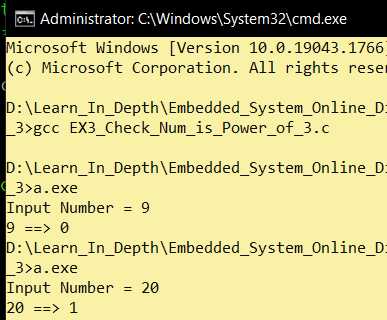 Administrator: C:\Windows\System32\cmd.exe
Microsoft Windows [Version 10.0.19043.1766]
(c) Microsoft Corporation. All rights
D:\Learn_In_Depth\Embedded_System_Online_Di
_3>gcc EX3_Check_Num_is_Power_of_3.c
D:\Learn_In_Depth\Embedded_System_Online_Di
_3>a.exe
Input Number = 9
9 ==> 0
D:\Learn_In_Depth\Embedded_System_Online_Di
_3>a.exe
Input Number = 20
20 ==> 1